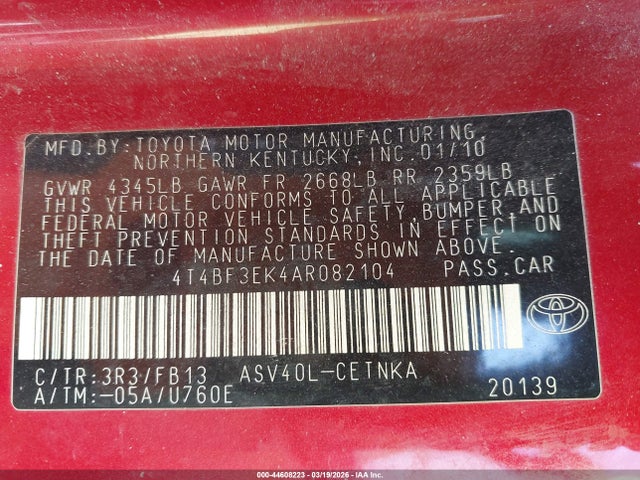 MFD.BY:TOYOTA MOTOR MANUFACTURING,
NORTHERN KENTUCKY,INC.01/10
GVWR 4345LB GAWR FR 2668LB RR 2359LB
THIS VEHICLE CONFORMS TO ALL APPLICABLE
FEDERAL MOTOR VEHICLE SAFETY,BUMPER,AND
THEFT PREVENTION STANDARDS IN EFFECT ON
THE DATE OF MANUFACTURE SHOWN ABOVE.
4T4BF3EK4AR082104 PASS.CAR
C/TR:3R3/FB13 ASV40L-CETNKA
A/TM:-05A/U760E 20139
000-44608223 - 03/19/2026 - IAA Inc.